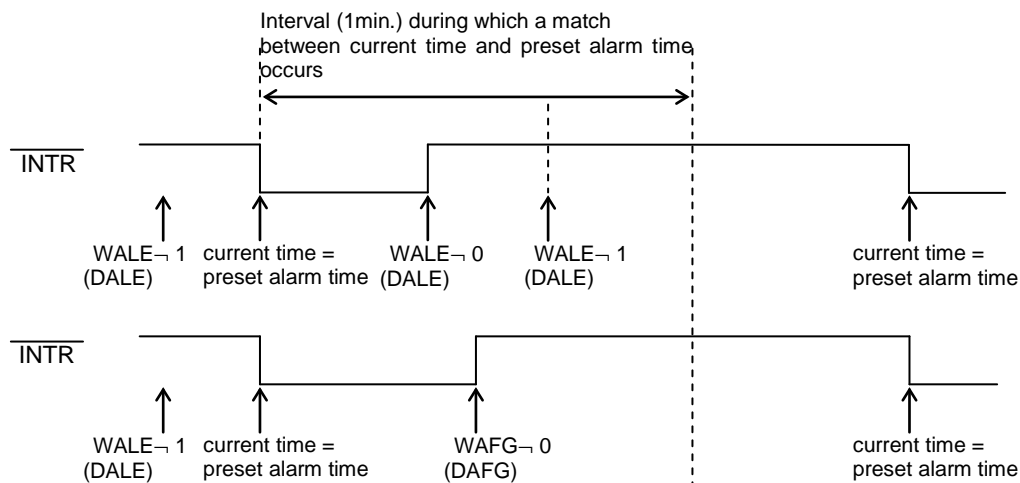 Interval (1min.) during which a match
between current time and preset alarm time
occurs
INTR
WALE¬ 1
(DALE)
current time =
preset alarm time
WALE¬ 0
(DALE)
WALE¬ 1
(DALE)
current time =
preset alarm time
INTR
WALE¬ 1
(DALE)
current time =
preset alarm time
WAFG¬ 0
(DAFG)
current time =
preset alarm time